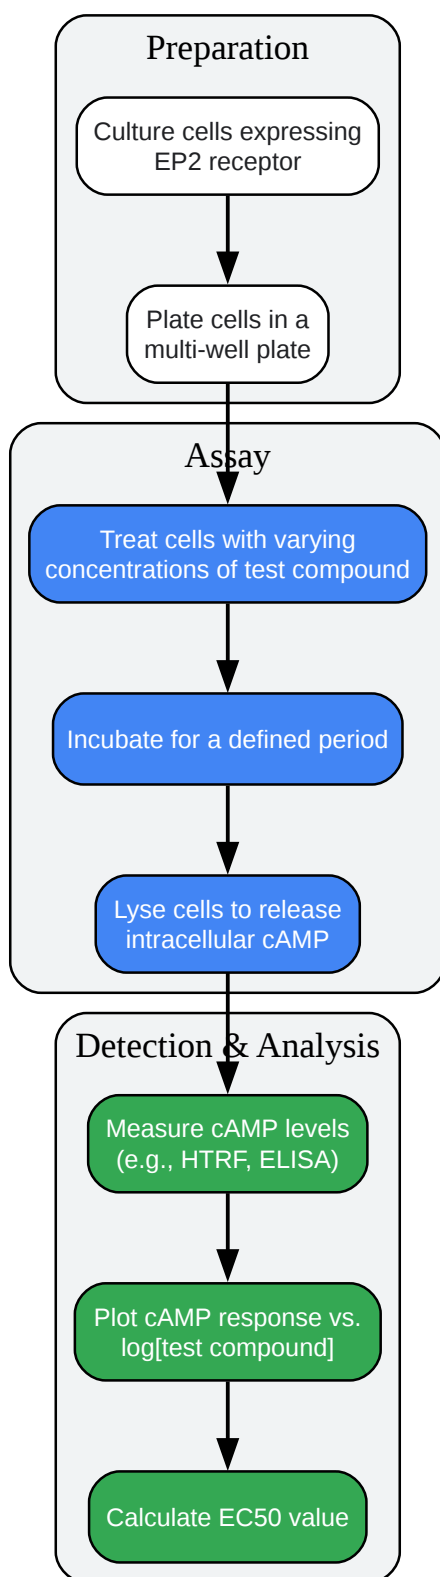 Preparation
Culture cells expressing
EP2 receptor
Plate cells in a
multi-well plate
Assay
Treat cells with varying
concentrations of test compound
Incubate for a defined period
Lyse cells to release
intracellular cAMP
Detection & Analysis
Measure cAMP levels
(e.g., HTRF, ELISA)
Plot cAMP response vs.
log[test compound]
Calculate EC50 value